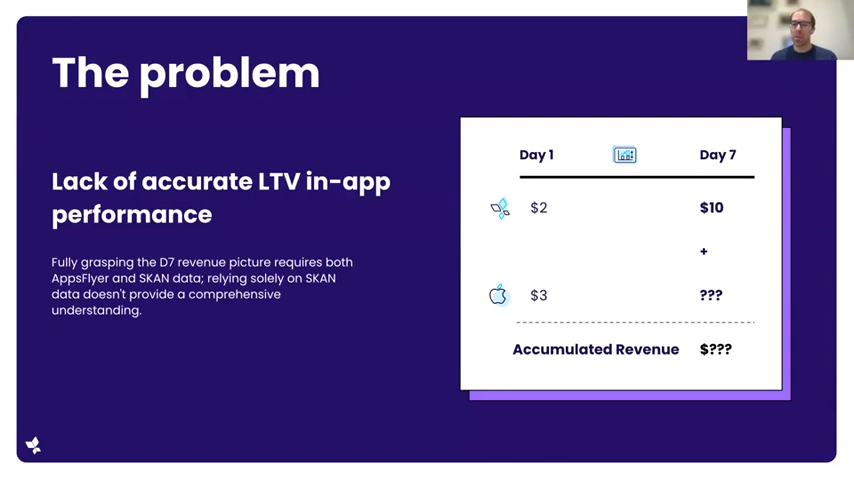 The problem
Lack of accurate LTV in-app
performance
Fully grasping the D7 revenue picture requires both
AppsFlyer and SKAN data; relying solely on SKAN
data doesn't provide a comprehensive
understanding.
Day 1 Day 7
$2 $10
+
$3 ???
Accumulated Revenue $???